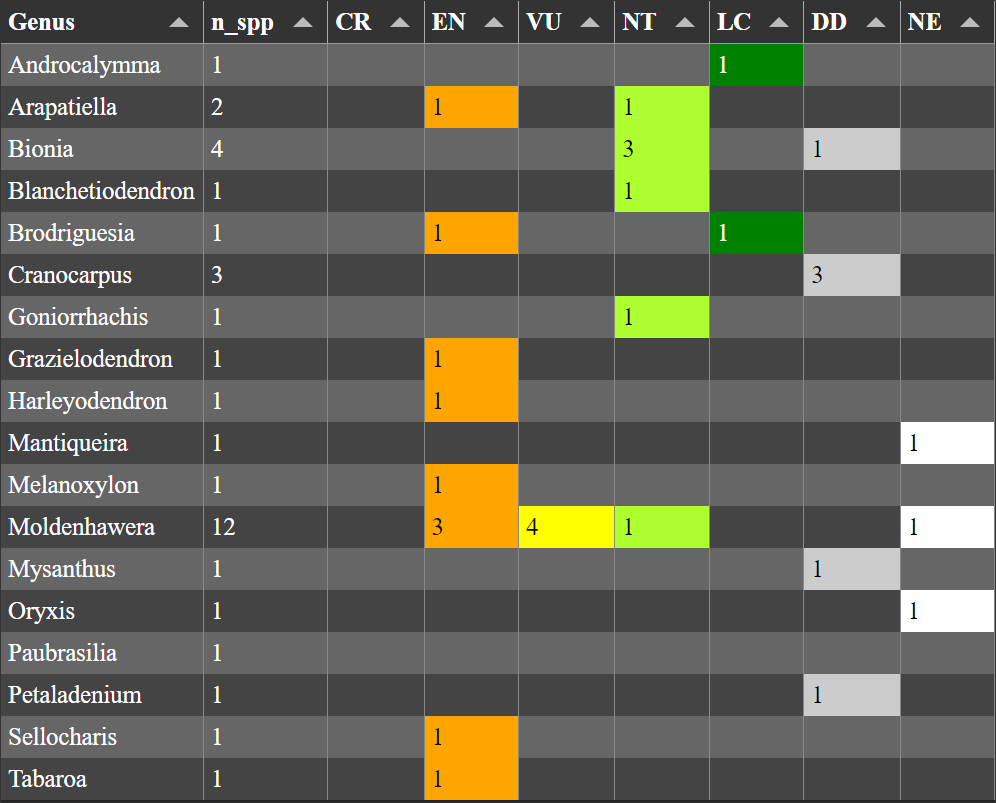 Genus n_spp CR EN VU NT LC DD NE
Androcalymma 1 1
Arapatiella 2 1 1
Bionia 4 3 1
Blanchetiodendron 1 1
Brodriguesia 1 1 1
Cranocarpus 3 3
Goniorrhachis 1 1
Grazielodendron 1 1
Harleyodendron 1 1
Mantiqueira 1 1
Melanoxylon 1 1
Moldenhawera 12 3 4 1 1
Mysanthus 1 1
Oryxis 1 1
Paubrasilia 1
Petaladenium 1 1
Sellocharis 1 1
Tabaroa 1 1